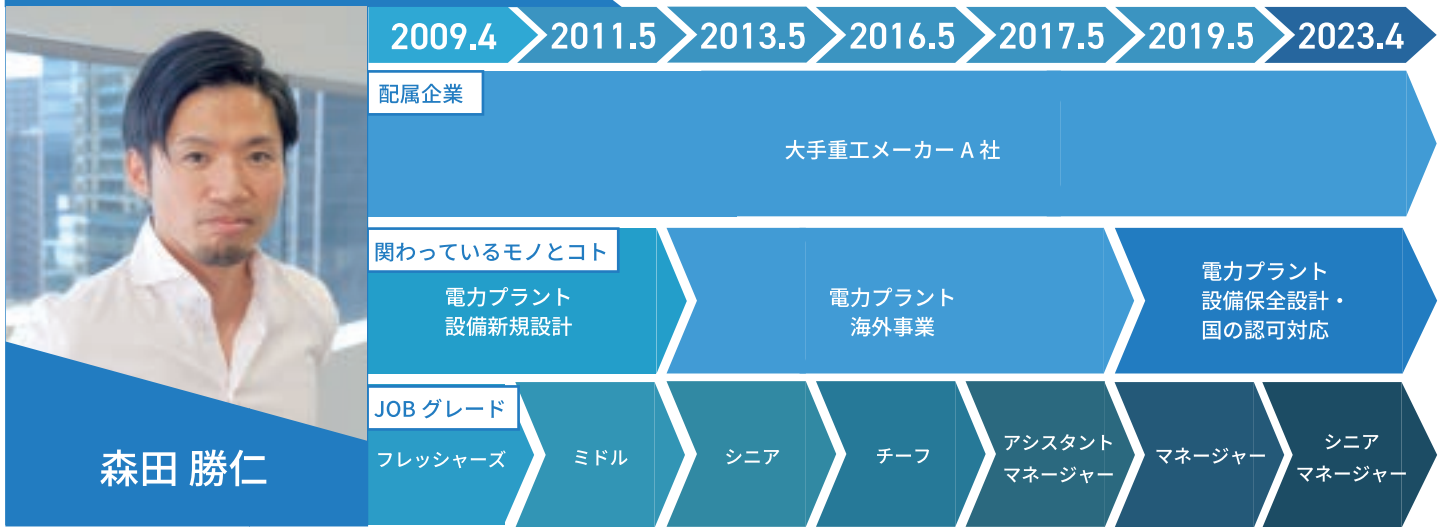 2009.4
2011.5
2013.5
2016.5
2017.5
2019.5
2023.4
配属企業
大手重工メーカー A 社
関わっているモノとコト
電力プラント
設備新規設計
電力プラント
海外事業
電力プラント
設備保全設計・
国の認可対応
JOB グレード
フレッシャーズ
ミドル
シニア
チーフ
アシスタント
マネージャー
マネージャー
シニア
マネージャー
森田 勝仁